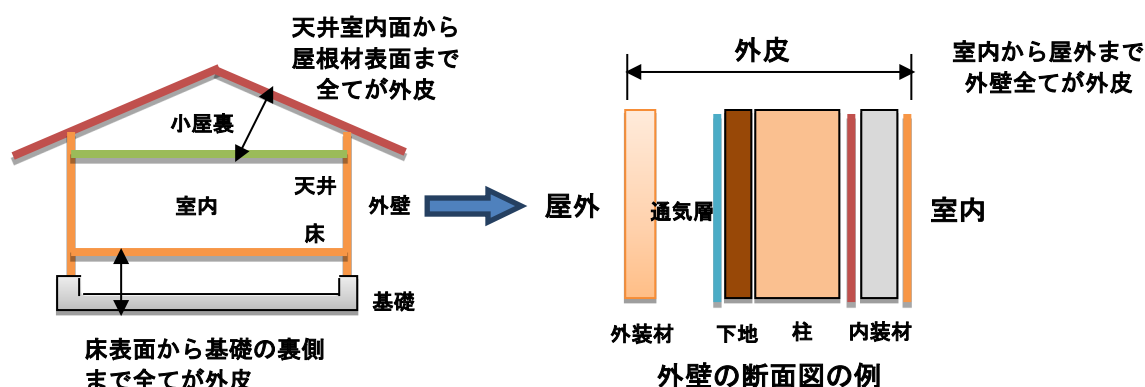 天井室内面から
屋根材表面まで
全てが外皮
小屋裏
天井
室内
外壁
床
基礎
床表面から基礎の裏側
まで全てが外皮
外皮
室内から屋外まで
外壁全てが外皮
屋外
通気層
室内
外装材
下地
柱
内装材
外壁の断面図の例